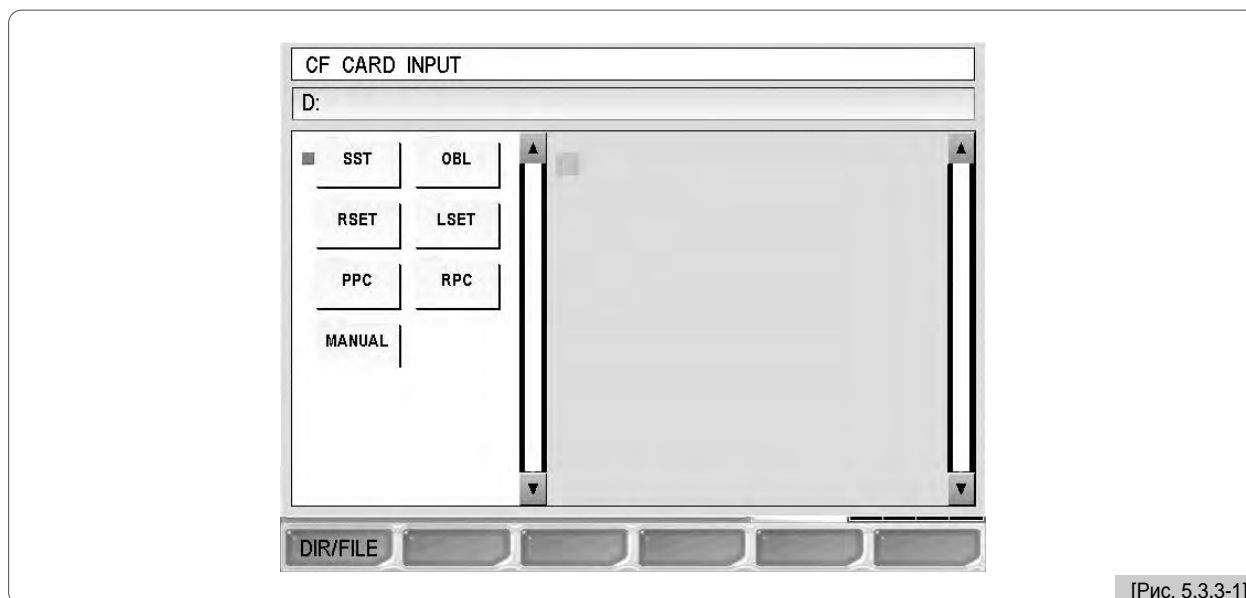 CF CARD INPUT
D:
SST OBL
RSET LSET
PPC RPC
MANUAL
DIR/FILE
[Рис. 5.3.3-1]